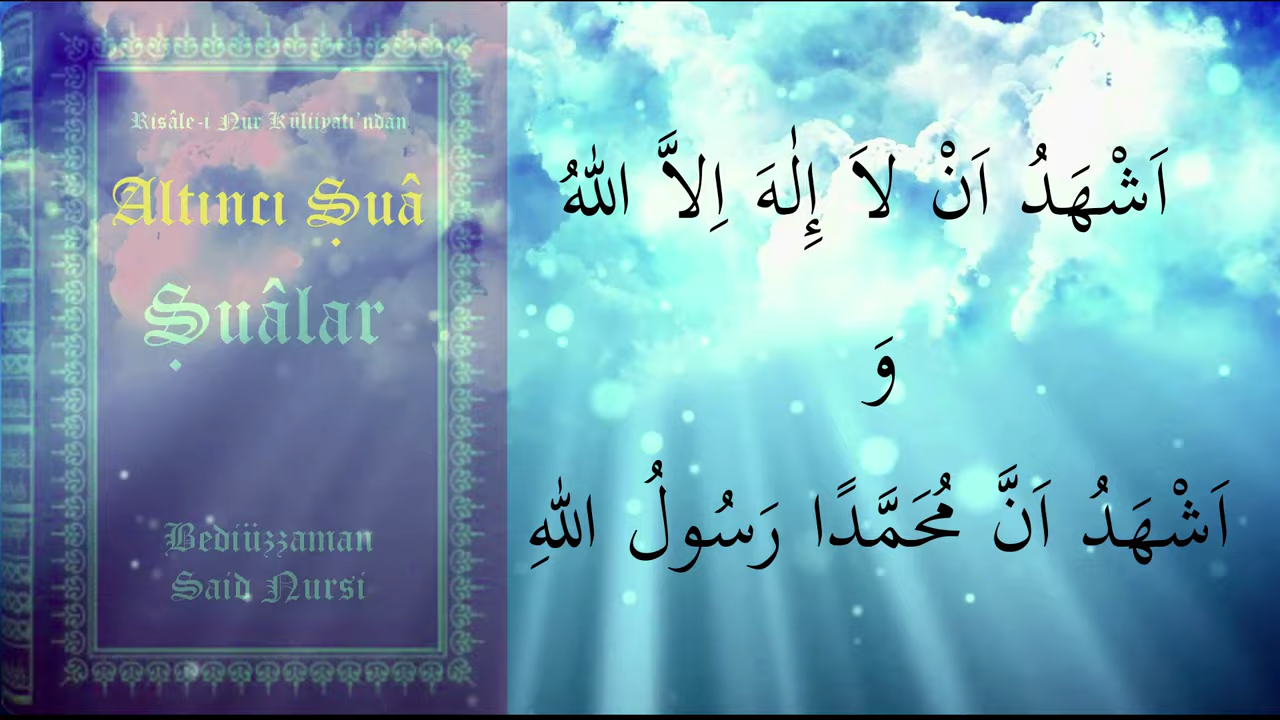 Risâle-i Nur Külliyatı'ndan
Altıncı Şuâ
Şuâlar
Bediüzzaman
Said Nursi
اَشْهَدُ اَنْ لاَ إِلٰهَ اِلاَّ اللّٰهُ
وَ
اَشْهَدُ اَنَّ مُحَمَّدًا رَسُولُ اللّٰهِ